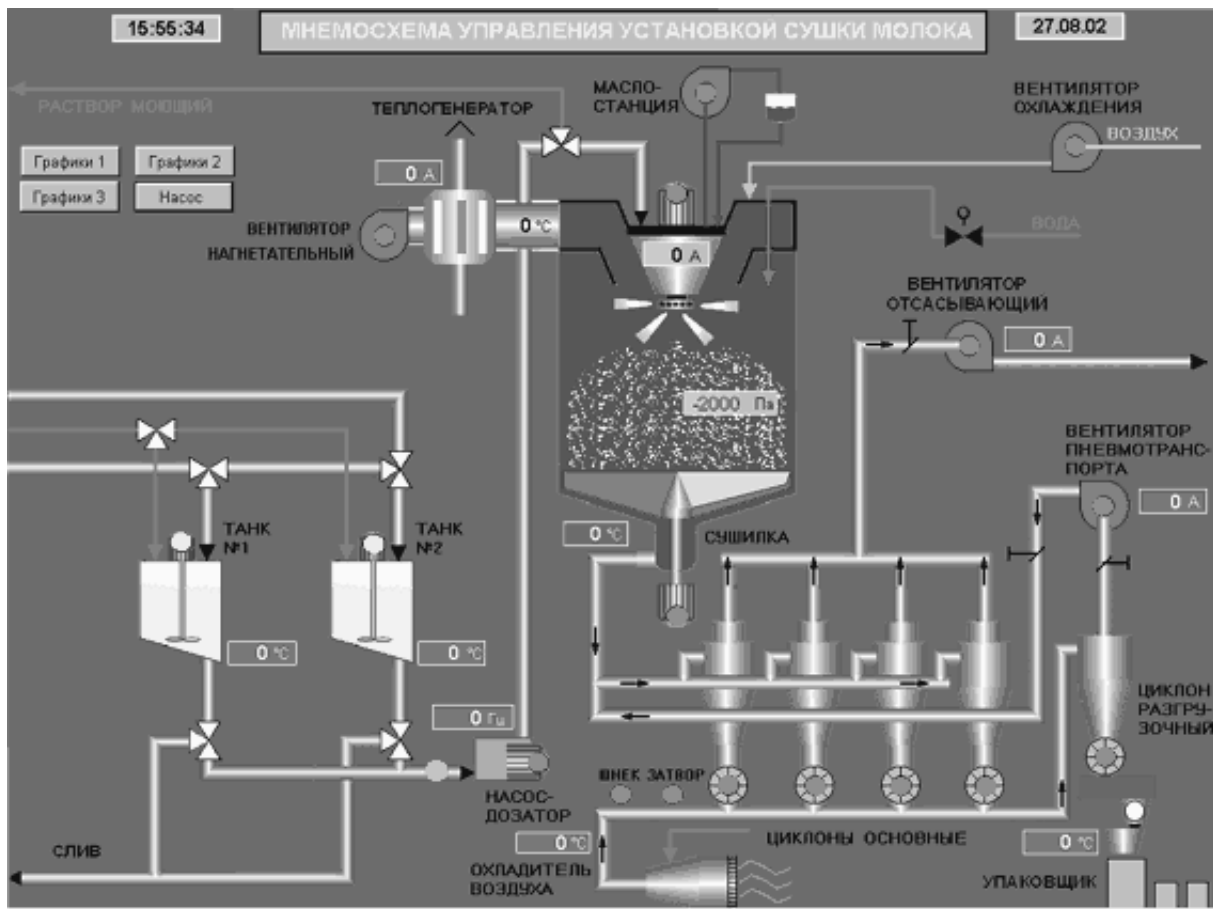 15:55:34
МНЕМОСХЕМА УПРАВЛЕНИЯ УСТАНОВКОЙ СУШКИ МОЛОКА
27.08.02
РАСТВОР МОЮЩИЙ
ТЕПЛОГЕНЕРАТОР
МАСЛО-
СТАНЦИЯ
ВЕНТИЛЯТОР
ОХЛАЖДЕНИЯ
ВОЗДУХ
Графики 1
Графики 2
Графики 3
Насос
0 А
ВЕНТИЛЯТОР
НАГНЕТАТЕЛЬНЫЙ
0 °С
0 А
ВОДА
ВЕНТИЛЯТОР
ОТСАСЫВАЮЩИЙ
0 А
-2000 Па
ВЕНТИЛЯТОР
ПНЕВМОТРАНС-
ПОРТА
0 А
ТАНК
№1
ТАНК
№2
0 °С
СУШИЛКА
0 °С
0 °С
0 Гц
ЦИКЛОН
РАЗГРУ-
ЗОЧНЫЙ
ШНЕК ЗАТВОР
НАСОС-
ДОЗАТОР
0 °С
ЦИКЛОНЫ ОСНОВНЫЕ
0 °С
СЛИВ
ОХЛАДИТЕЛЬ
ВОЗДУХА
УПАКОВЩИК